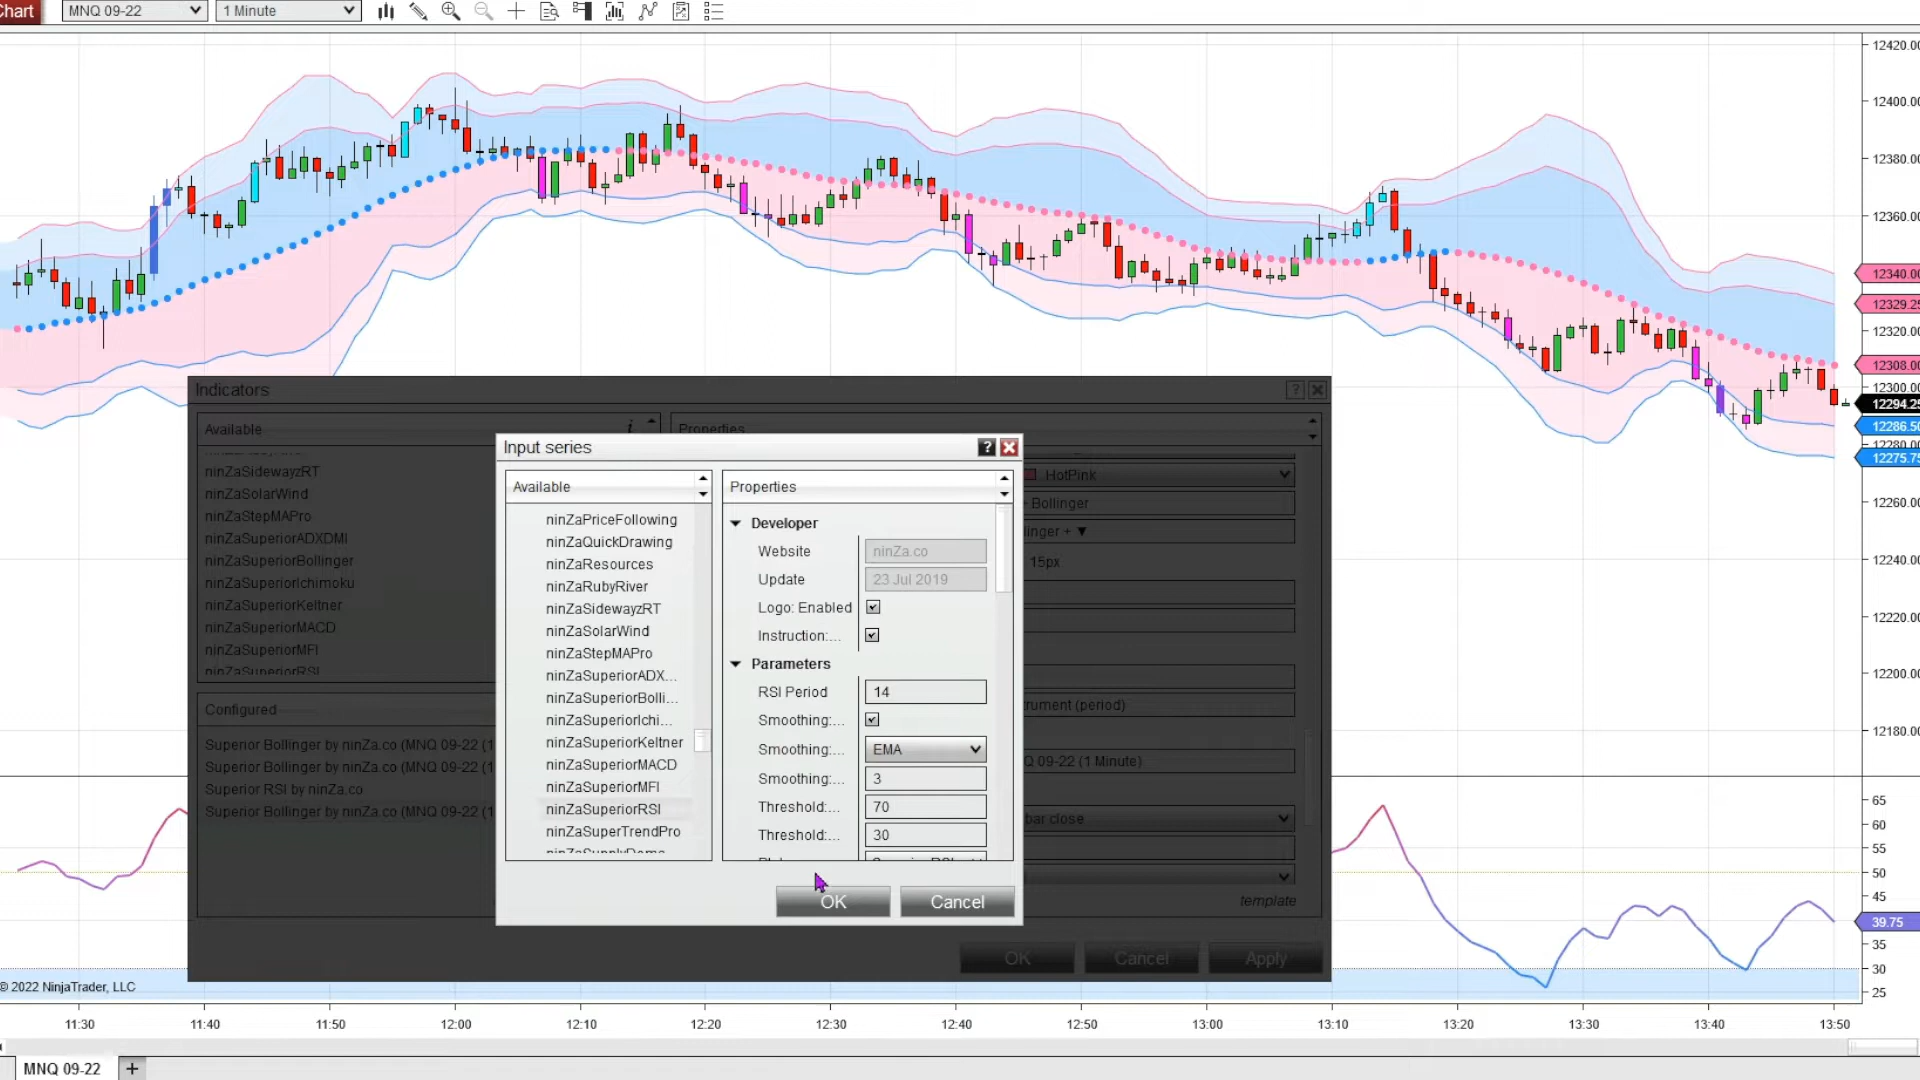 Chart
MNQ 09-22
1 Minute
12420.00
12400.00
12380.00
12360.00
12340.00
12329.25
12320.00
12308.00
12300.00
12294.25
12286.50
12280.00
12275.75
12260.00
12240.00
12220.00
12200.00
12180.00
Indicators
?
Available
i
Properties
ninZaSidewayzRT
ninZaSolarWind
ninZaStepMAPro
ninZaSuperiorADXDMI
ninZaSuperiorBollinger
ninZaSuperiorIchimoku
ninZaSuperiorKeltner
ninZaSuperiorMACD
ninZaSuperiorMFI
ninZaSuperiorRSI
Configured
Superior Bollinger by ninZa.co (MNQ 09-22 (1
Superior Bollinger by ninZa.co (MNQ 09-22 (1
Superior RSI by ninZa.co
Superior Bollinger by ninZa.co (MNQ 09-22 (1
HotPink
Bollinger
linger + ▼
15px
trument (period)
Q 09-22 (1 Minute)
bar close
template
OK
Cancel
Apply
Input series
?
Available
Properties
ninZaPriceFollowing
ninZaQuickDrawing
ninZaResources
ninZaRubyRiver
ninZaSidewayzRT
ninZaSolarWind
ninZaStepMAPro
ninZaSuperiorADX...
ninZaSuperiorBolli...
ninZaSuperiorIchi...
ninZaSuperiorKeltner
ninZaSuperiorMACD
ninZaSuperiorMFI
ninZaSuperiorRSI
ninZaSuperTrendPro
Developer
Website ninZa.co
Update 23 Jul 2019
Logo: Enabled
Instruction:...
Parameters
RSI Period 14
Smoothing:...
Smoothing:... EMA
Smoothing:... 3
Threshold:... 70
Threshold:... 30
OK
Cancel
65
60
55
50
45
39.75
35
30
25
© 2022 NinjaTrader, LLC
11:30 11:40 11:50 12:00 12:10 12:20 12:30 12:40 12:50 13:00 13:10 13:20 13:30 13:40 13:50
MNQ 09-22
+